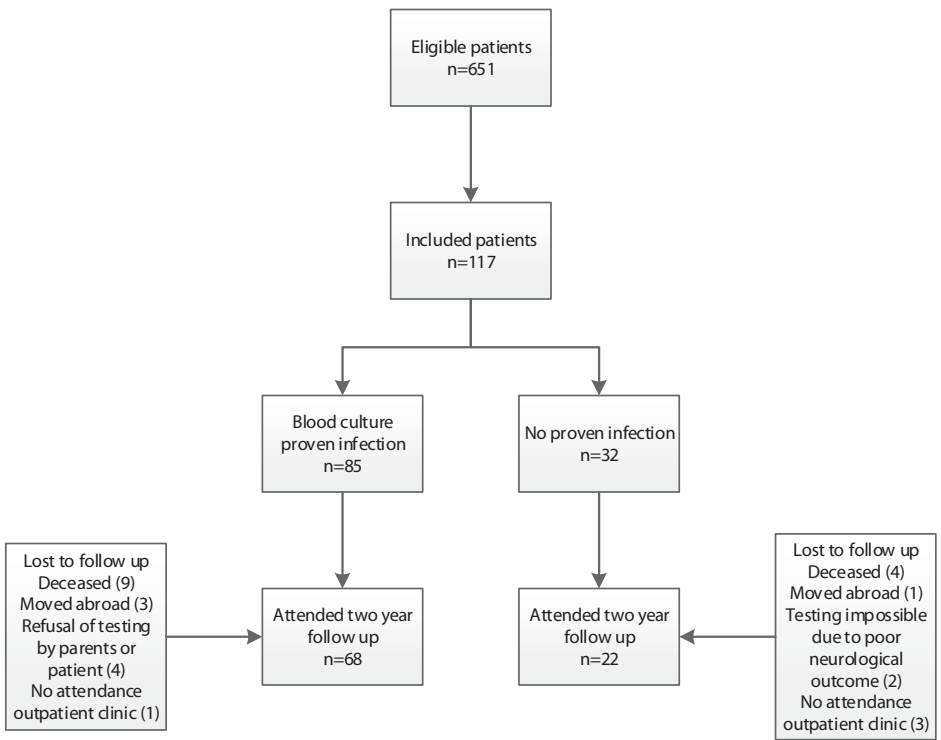 Eligible patients
n=651
Included patients
n=117
Blood culture
proven infection
n=85
No proven infection
n=32
Lost to follow up
Deceased (9)
Moved abroad (3)
Refusal of testing
by parents or
patient (4)
No attendance
outpatient clinic (1)
Attended two year
follow up
n=68
Attended two year
follow up
n=22
Lost to follow up
Deceased (4)
Moved abroad (1)
Testing impossible
due to poor
neurological
outcome (2)
No attendance
outpatient clinic (3)